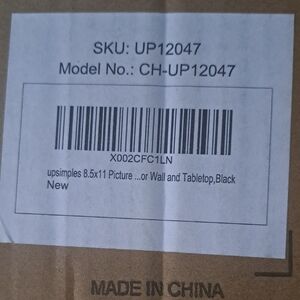 SKU: UP12047
Model No.: CH-UP12047
X002CFC1LN
upsimples 8.5x11 Picture ...or Wall and Tabletop,Black
New
MADE IN CHINA